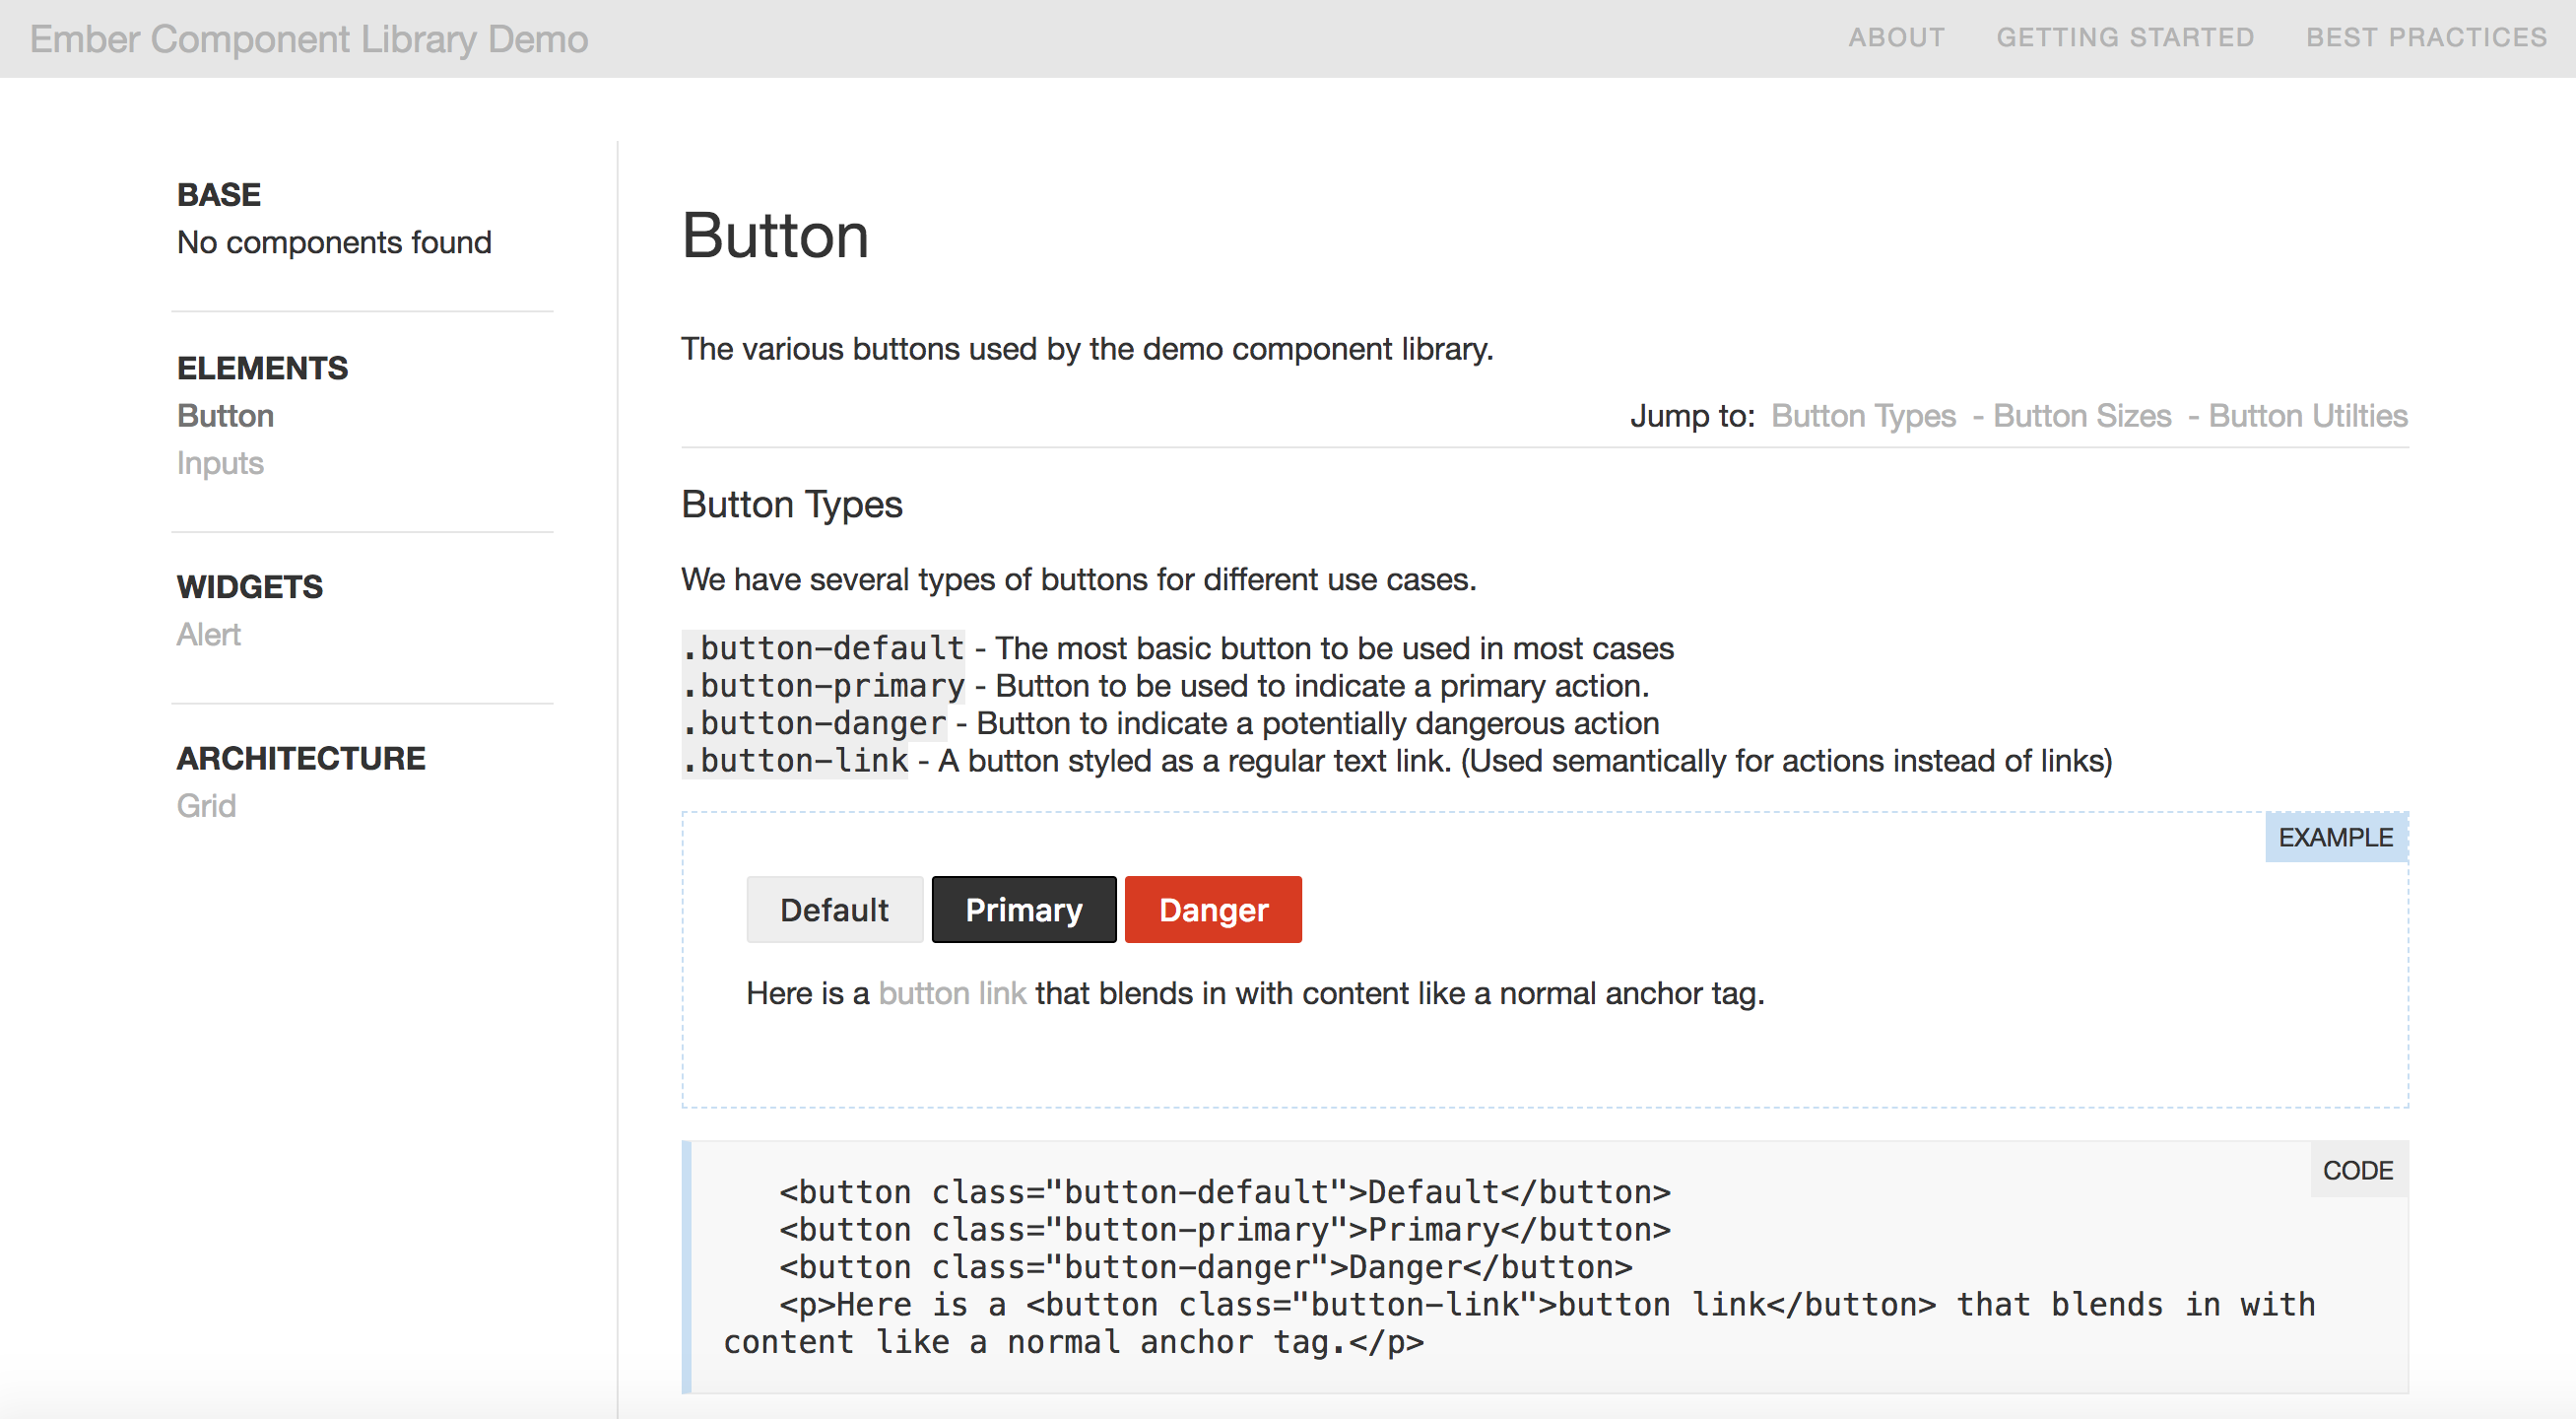 Ember Component Library Demo
ABOUT
GETTING STARTED
BEST PRACTICES
BASE
No components found
ELEMENTS
Button
Inputs
WIDGETS
Alert
ARCHITECTURE
Grid
Button
The various buttons used by the demo component library.
Jump to: Button Types - Button Sizes - Button Utilties
Button Types
We have several types of buttons for different use cases.
.button-default - The most basic button to be used in most cases
.button-primary - Button to be used to indicate a primary action.
.button-danger - Button to indicate a potentially dangerous action
.button-link - A button styled as a regular text link. (Used semantically for actions instead of links)
EXAMPLE
Default
Primary
Danger
Here is a button link that blends in with content like a normal anchor tag.
CODE
<button class="button-default">Default</button>
<button class="button-primary">Primary</button>
<button class="button-danger">Danger</button>
<p>Here is a <button class="button-link">button link</button> that blends in with
content like a normal anchor tag.</p>